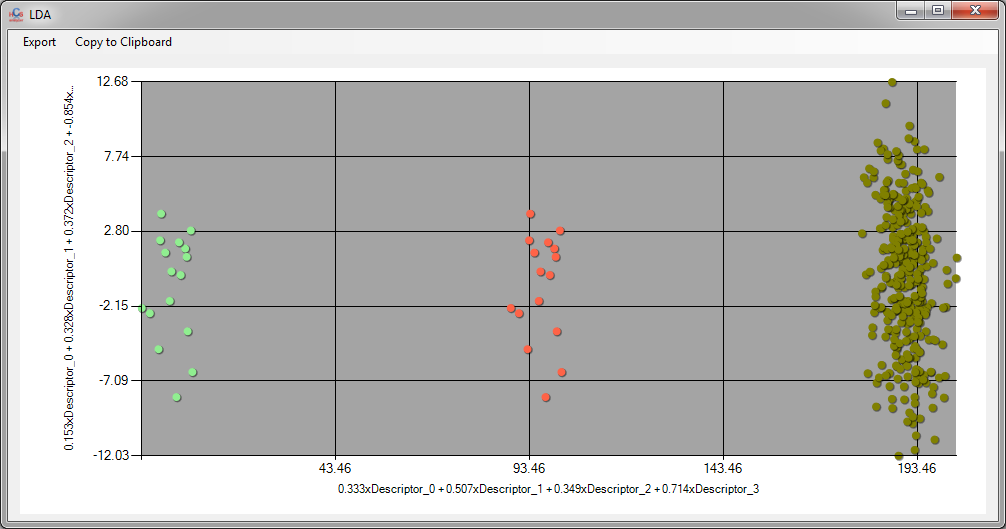 LDA
Export Copy to Clipboard
12.68
7.74
2.80
-2.15
-7.09
-12.03
0.153xDescriptor_0 + 0.328xDescriptor_1 + 0.372xDescriptor_2 + -0.854x...
43.46 93.46 143.46 193.46
0.333xDescriptor_0 + 0.507xDescriptor_1 + 0.349xDescriptor_2 + 0.714xDescriptor_3